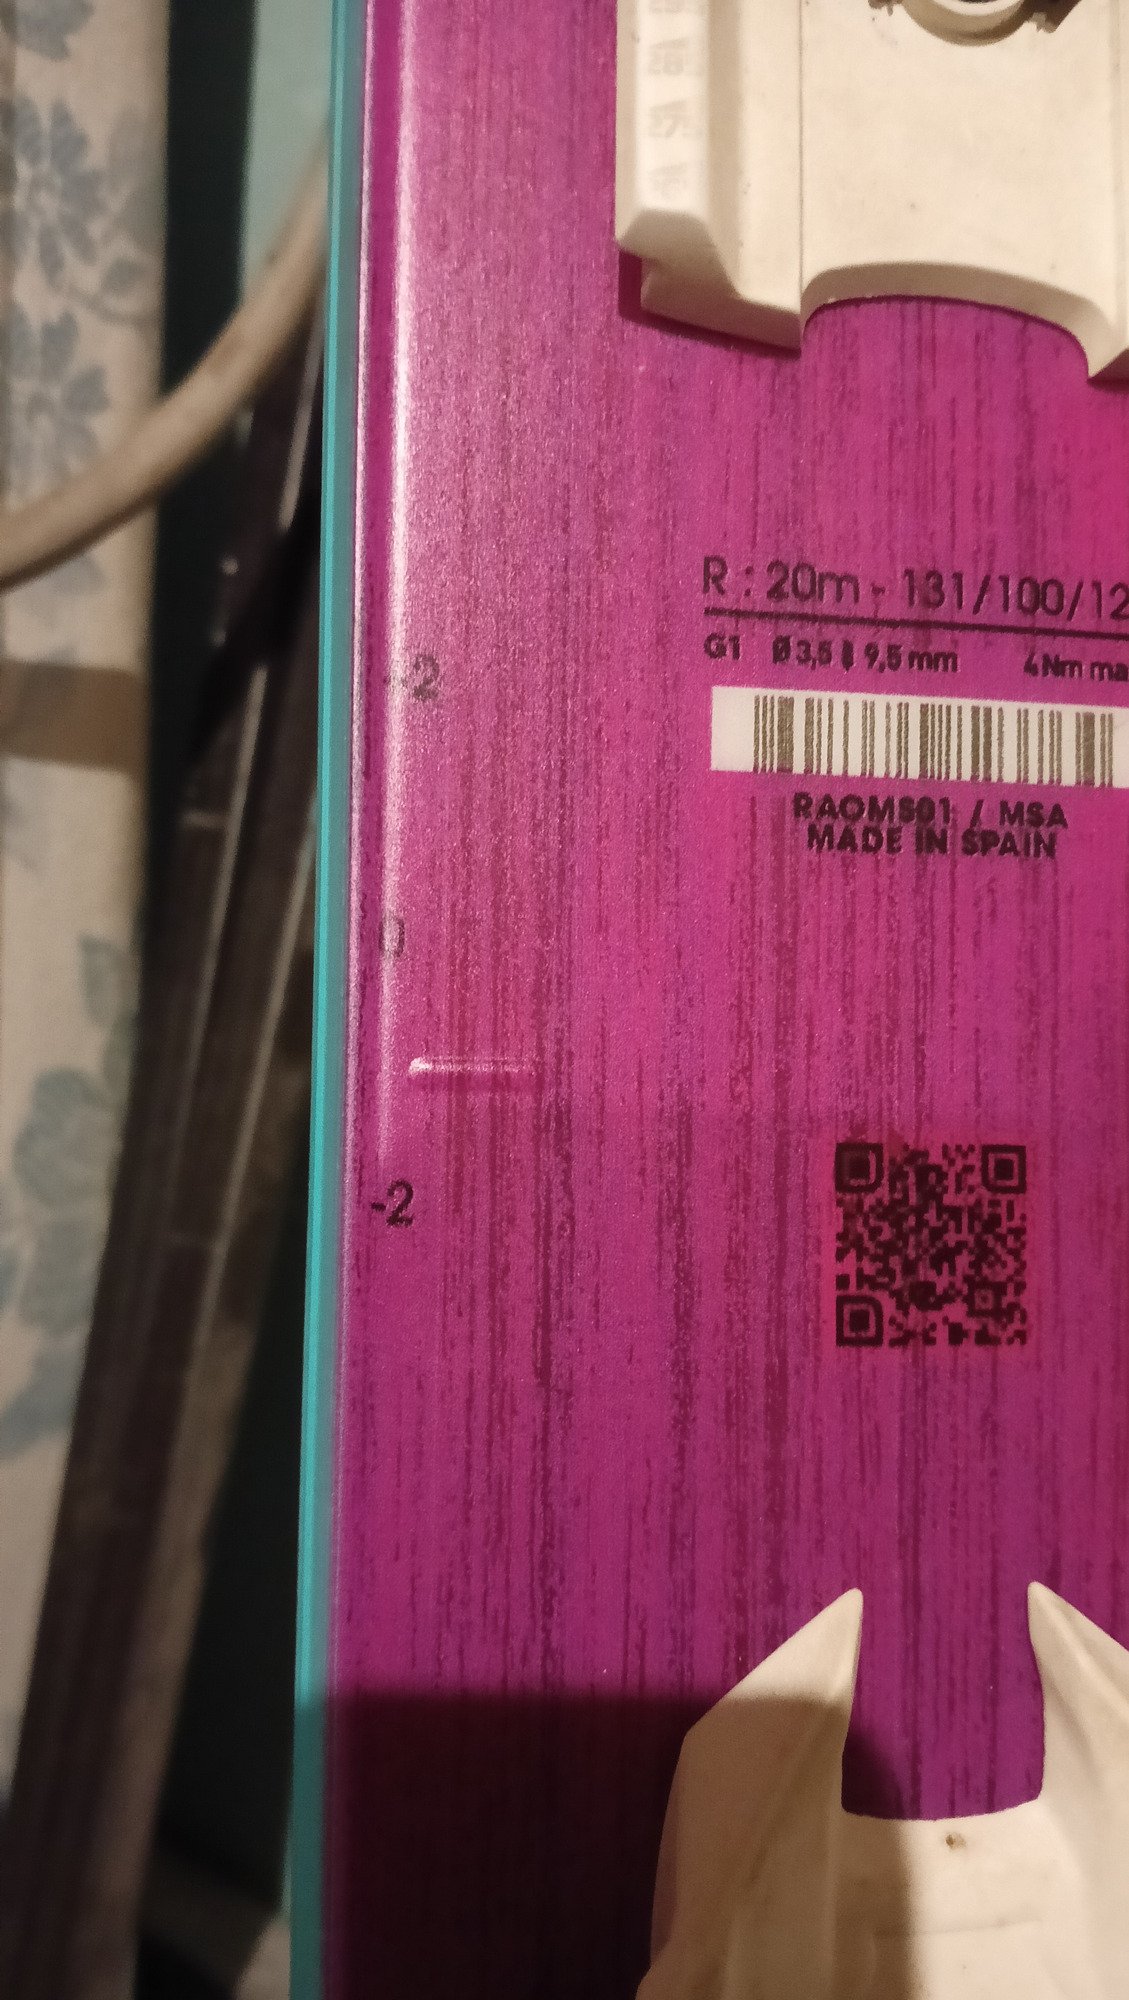 R : 20m - 131/100/12
G1 Ø 3,5 9,5 mm 4 Nm ma
RAOMS01 / MSA
MADE IN SPAIN
+2
0
-2